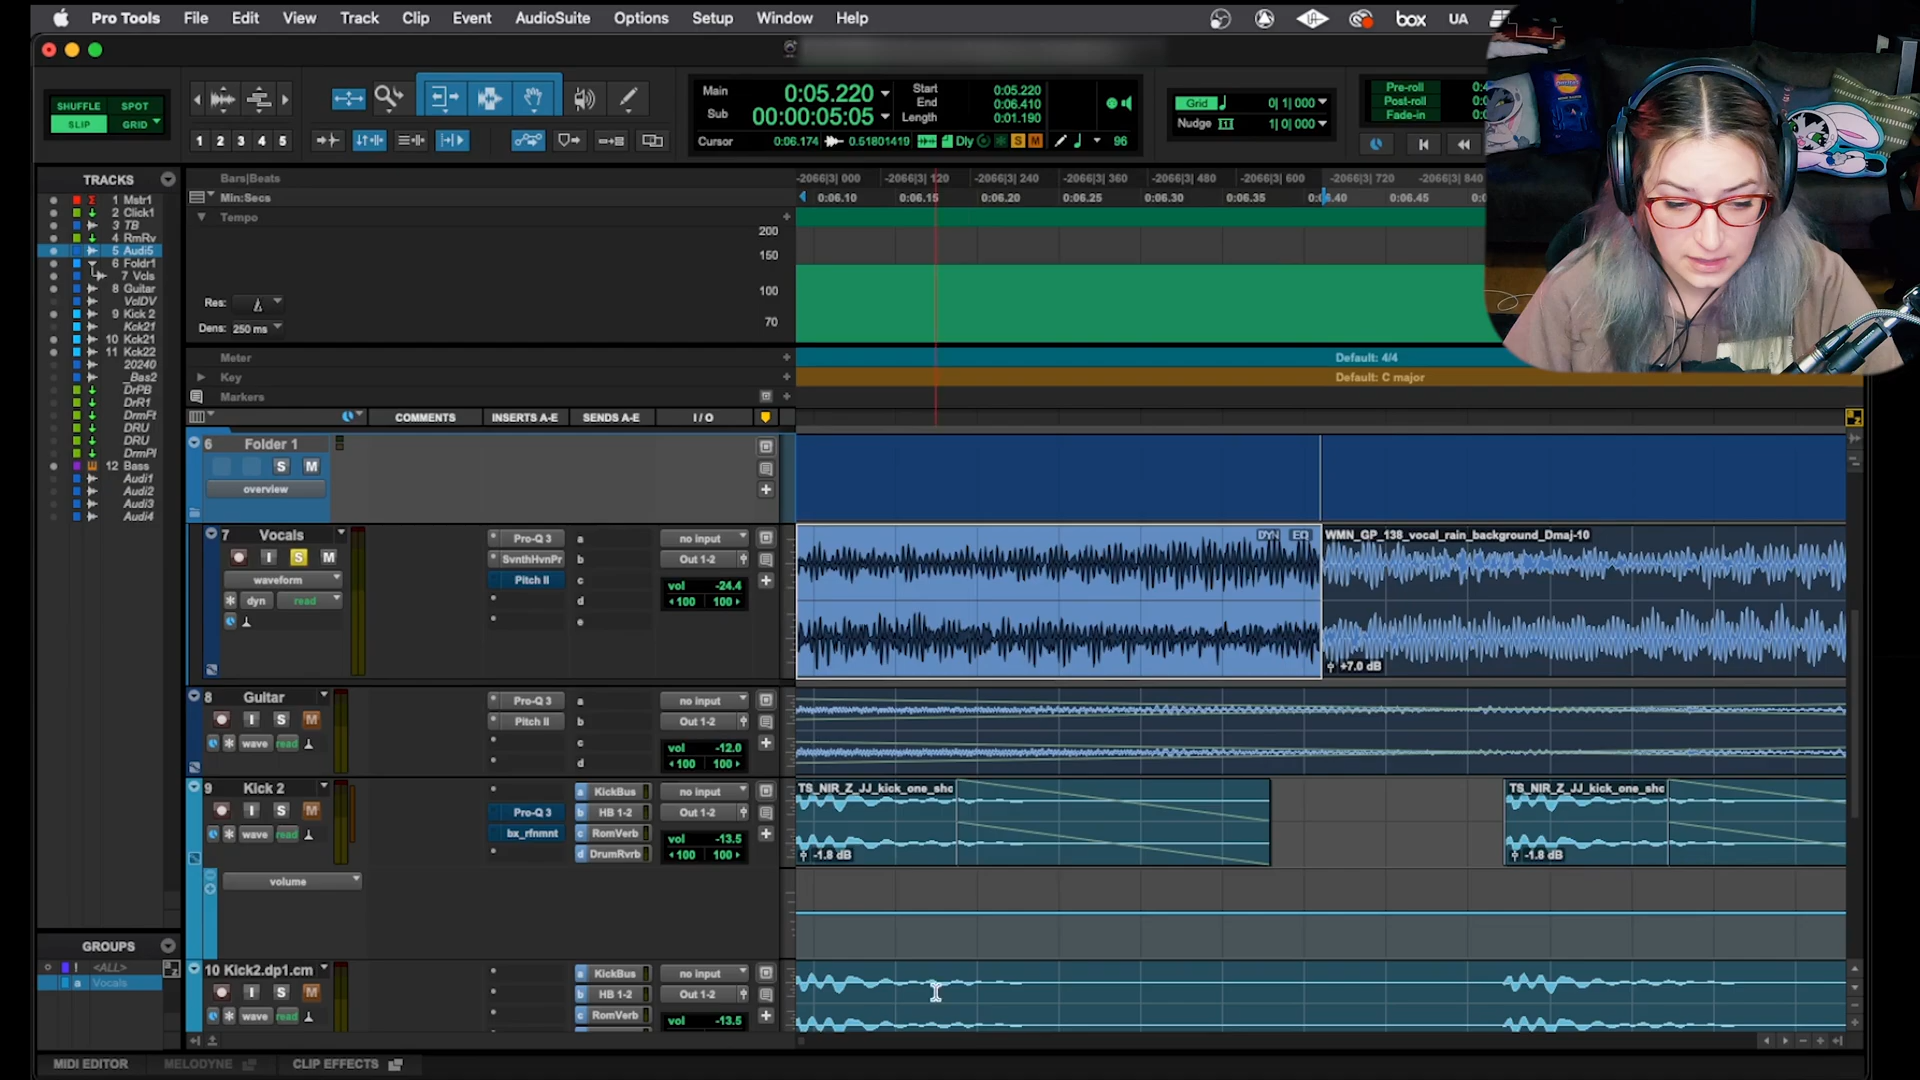 Pro Tools File Edit View Track Clip Event AudioSuite Options Setup Window Help box UA
SHUFFLE SPOT
SLIP GRID
1 2 3 4 5
Main 0:05.220
Sub 00:00:05:05
Start 0:05.220
End 0:06.410
Length 0:01.190
Cursor 0:06.174 0.51801419 Dly S M 96
Grid 0| 1| 000
Nudge 1| 0| 000
Pre-roll
Post-roll
Fade-in
TRACKS
1 Mstr1
2 Click1
3 TB
4 RmRv
5 Audi5
6 Foldr1
7 Vcls
8 Guitar
VclDV
9 Kick 2
Kck21
10 Kck21
11 Kck22
20240
_Bas2
DrPB
DrR1
DrmFt
DRU
DRU
DrmPl
12 Bass
Audi1
Audi2
Audi3
Audi4
GROUPS
! <ALL>
a Vocals
Bars|Beats
-2066|3| 000 -2066|3| 120 -2066|3| 240 -2066|3| 360 -2066|3| 480 -2066|3| 600 -2066|3| 720 -2066|3| 840
Min:Secs
0:06.10 0:06.15 0:06.20 0:06.25 0:06.30 0:06.35 0:06.40 0:06.45
Tempo
200
150
100
70
Res:
Dens: 250 ms
Meter
Default: 4/4
Key
Default: C major
Markers
COMMENTS INSERTS A-E SENDS A-E I / O
6 Folder 1
S M
overview
7 Vocals
I S M
waveform
dyn read
Pro-Q 3
SynthHvnPr
Pitch II
a
b
c
d
e
no input
Out 1-2
vol -24.4
100 100
DYN EQ
WMN_GP_138_vocal_rain_background_Dmaj-10
+7.0 dB
8 Guitar
I S M
wave read
Pro-Q 3
Pitch II
a
b
c
d
no input
Out 1-2
vol -12.0
100 100
9 Kick 2
I S M
wave read
Pro-Q 3
bx_rfnmnt
a KickBus
b HB 1-2
c RomVerb
d DrumRvrb
no input
Out 1-2
vol -13.5
100 100
TS_NIR_Z_JJ_kick_one_sho
-1.8 dB
TS_NIR_Z_JJ_kick_one_sho
-1.8 dB
volume
10 Kick2.dp1.cm
I S M
wave read
a KickBus
b HB 1-2
c RomVerb
no input
Out 1-2
vol -13.5
MIDI EDITOR MELODYNE CLIP EFFECTS